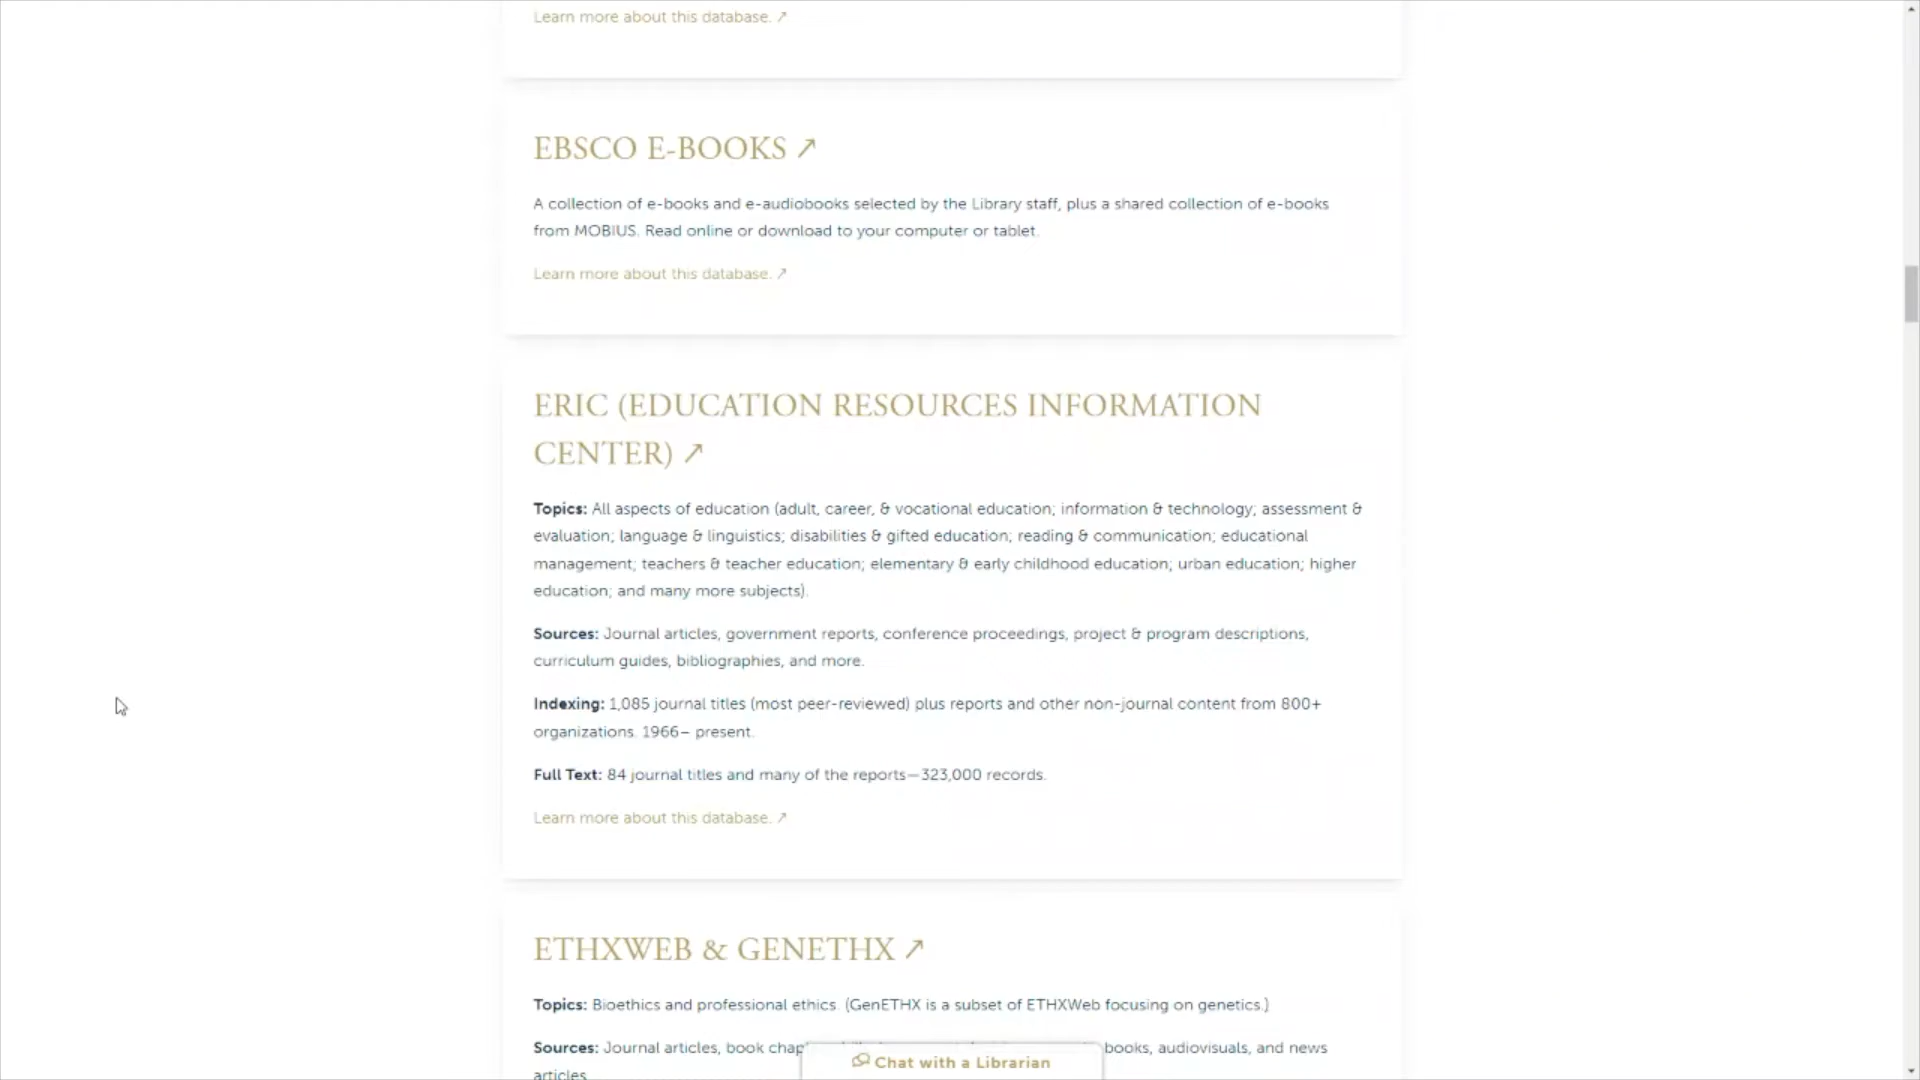 Learn more about this database. ↗
EBSCO E-BOOKS ↗
A collection of e-books and e-audiobooks selected by the Library staff, plus a shared collection of e-books
from MOBIUS. Read online or download to your computer or tablet.
Learn more about this database. ↗
ERIC (EDUCATION RESOURCES INFORMATION
CENTER) ↗
Topics: All aspects of education (adult, career, & vocational education; information & technology; assessment &
evaluation; language & linguistics; disabilities & gifted education; reading & communication; educational
management; teachers & teacher education; elementary & early childhood education; urban education; higher
education; and many more subjects).
Sources: Journal articles, government reports, conference proceedings, project & program descriptions,
curriculum guides, bibliographies, and more.
Indexing: 1,085 journal titles (most peer-reviewed) plus reports and other non-journal content from 800+
organizations. 1966– present.
Full Text: 84 journal titles and many of the reports—323,000 records.
Learn more about this database. ↗
ETHXWEB & GENETHX ↗
Topics: Bioethics and professional ethics. (GenETHX is a subset of ETHXWeb focusing on genetics.)
Sources: Journal articles, book books, audiovisuals, and news
articles
Chat with a Librarian